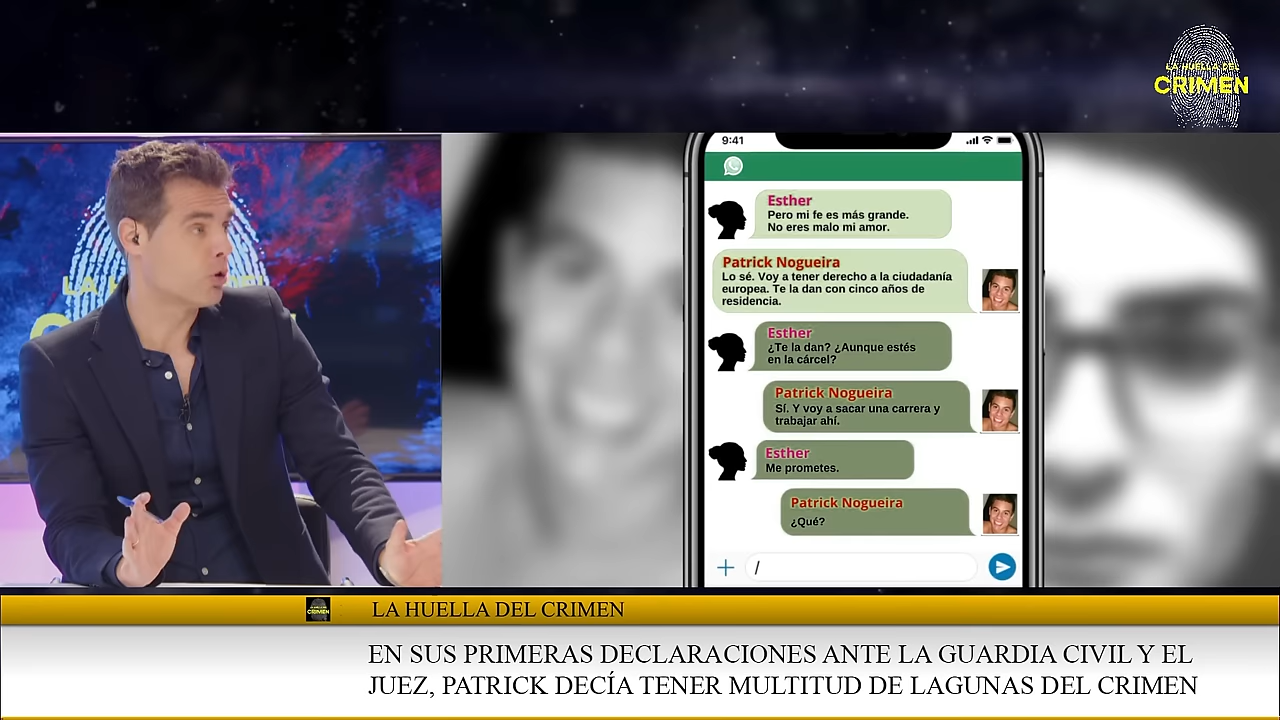 LA HUELLA DEL
CRIMEN
9:41
Esther
Pero mi fe es más grande.
No eres malo mi amor.
Patrick Nogueira
Lo sé. Voy a tener derecho a la ciudadanía
europea. Te la dan con cinco años de
residencia.
Esther
¿Te la dan? ¿Aunque estés
en la cárcel?
Patrick Nogueira
Sí. Y voy a sacar una carrera y
trabajar ahí.
Esther
Me prometes.
Patrick Nogueira
¿Qué?
/
LA H
C
CRIMEN
LA HUELLA DEL CRIMEN
EN SUS PRIMERAS DECLARACIONES ANTE LA GUARDIA CIVIL Y EL
JUEZ, PATRICK DECÍA TENER MULTITUD DE LAGUNAS DEL CRIMEN